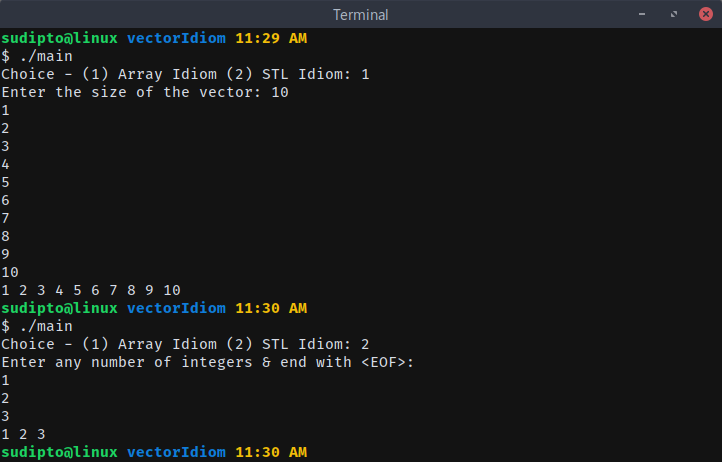 Terminal
sudipto@linux vectorIdiom 11:29 AM
$ ./main
Choice - (1) Array Idiom (2) STL Idiom: 1
Enter the size of the vector: 10
1
2
3
4
5
6
7
8
9
10
1 2 3 4 5 6 7 8 9 10
sudipto@linux vectorIdiom 11:30 AM
$ ./main
Choice - (1) Array Idiom (2) STL Idiom: 2
Enter any number of integers & end with <EOF>:
1
2
3
1 2 3
sudipto@linux vectorIdiom 11:30 AM